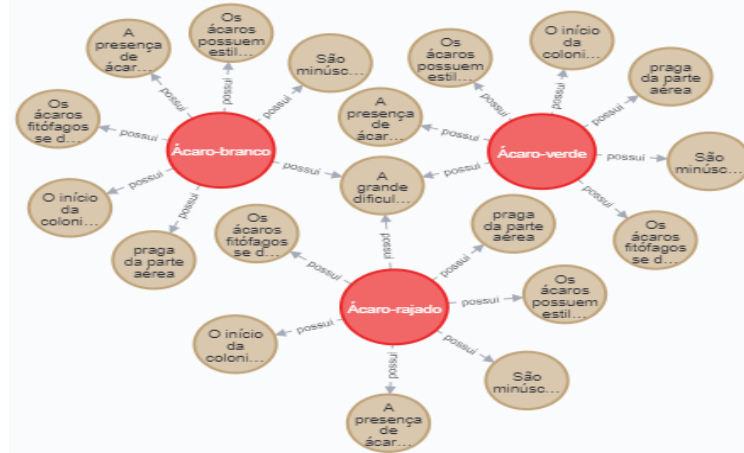 A
presença
de
ácar...
Os
ácaros
possuem
estil...
São
minúsc...
Os
ácaros
fitófagos
se d...
O início
da
coloni...
praga
da parte
aérea
Ácaro-branco
possui
possui
possui
possui
possui
possui
possui
Os
ácaros
possuem
estil...
O início
da
coloni...
praga
da parte
aérea
A
presença
de
ácar...
São
minúsc...
Os
ácaros
fitófagos
se d...
Ácaro-verde
possui
possui
possui
possui
possui
possui
possui
A
grande
dificul...
Os
ácaros
fitófagos
se d...
praga
da parte
aérea
Os
ácaros
possuem
estil...
O início
da
coloni...
São
minúsc...
A
presença
de
ácar...
Ácaro-rajado
possui
possui
possui
possui
possui
possui
possui